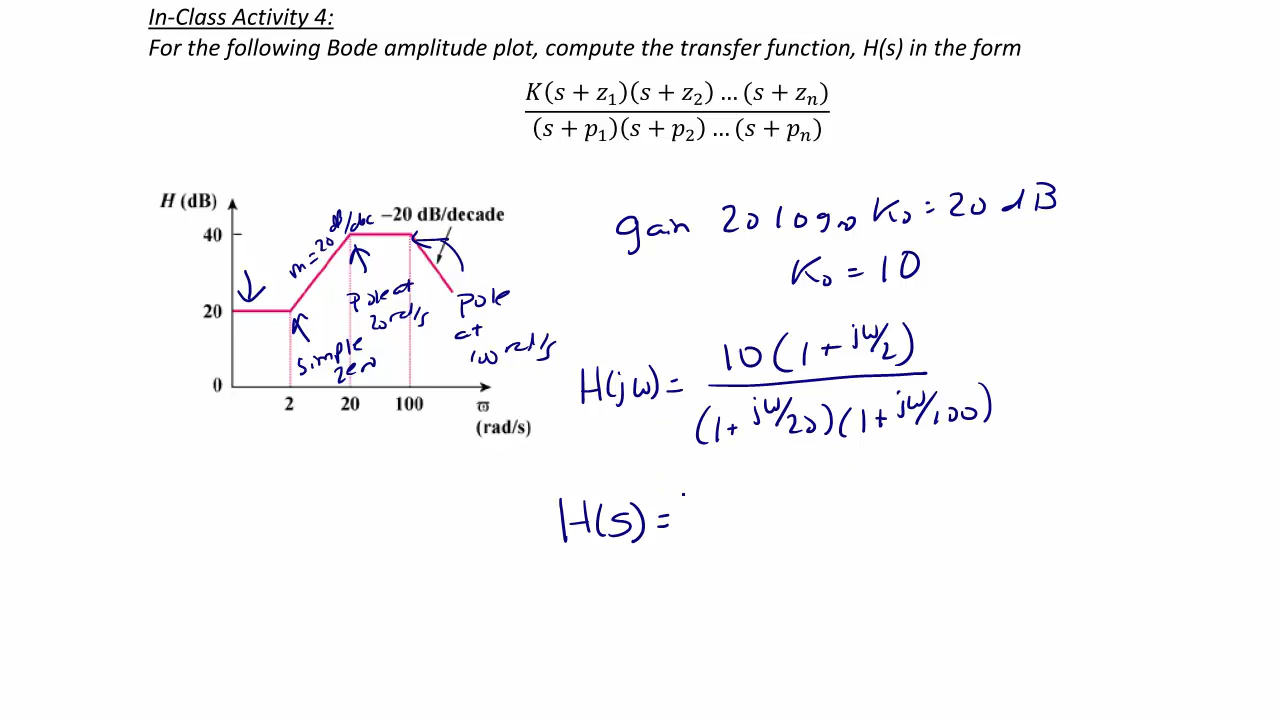 In-Class Activity 4:
For the following Bode amplitude plot, compute the transfer function, H(s) in the form
K(s + z₁)(s + z₂) … (s + zₙ)
(s + p₁)(s + p₂) … (s + pₙ)
H (dB)
40
20
0
2 20 100
ϖ
(rad/s)
−20 dB/decade
m = 20 dB/dec
simple zero
Pole at 20 rad/s
pole at 100 rad/s
gain 20 log₁₀ K₀ = 20 dB
K₀ = 10
H(jω) = 10(1 + jω/2)
(1 + jω/20)(1 + jω/100)
H(s) =